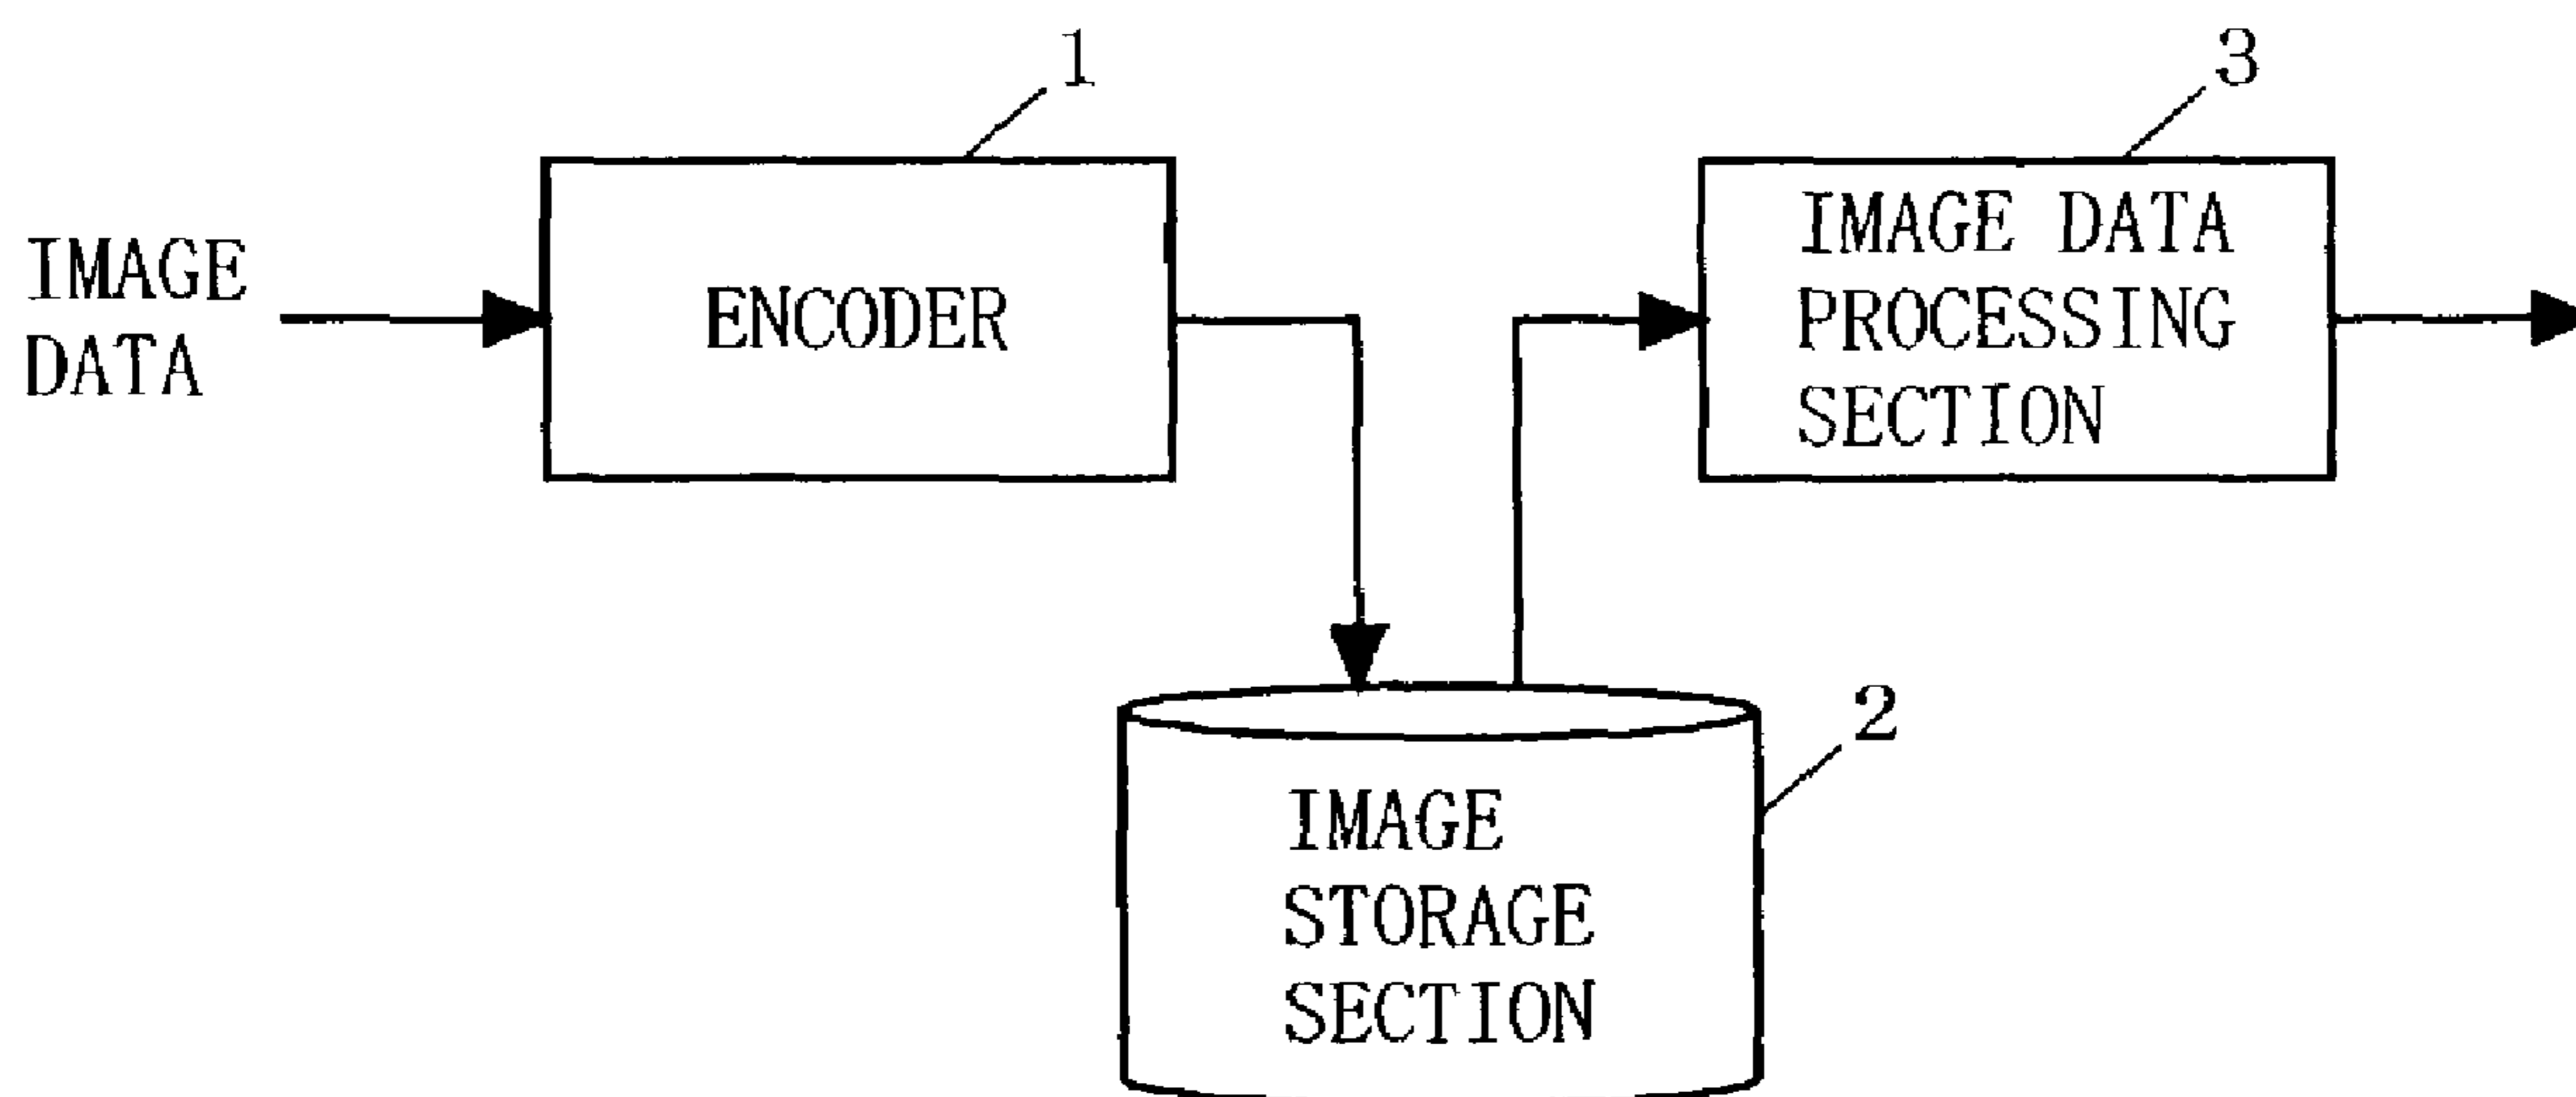 1
3
IMAGE
DATA
ENCODER
IMAGE DATA
PROCESSING
SECTION
2
IMAGE
STORAGE
SECTION